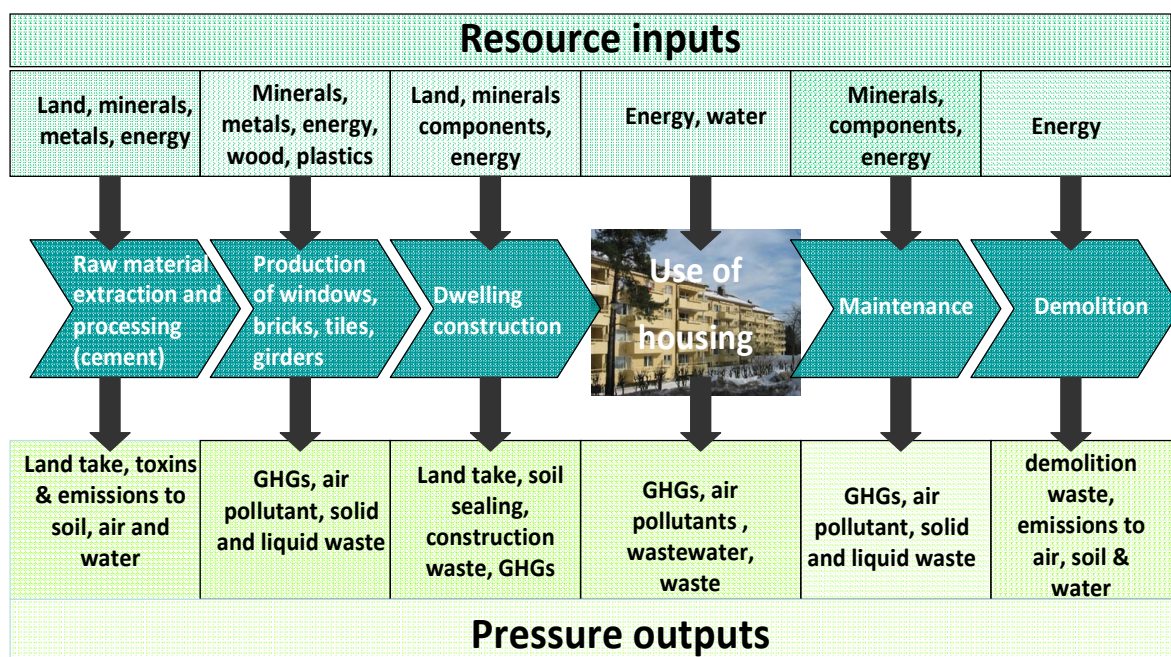 Resource inputs
Land, minerals,
metals, energy
Minerals,
metals, energy,
wood, plastics
Land, minerals
components,
energy
Energy, water
Minerals,
components,
energy
Energy
Raw material
extraction and
processing
(cement)
Production
of windows,
bricks, tiles,
girders
Dwelling
construction
Use of
housing
Maintenance
Demolition
Land take, toxins
& emissions to
soil, air and
water
GHGs, air
pollutant, solid
and liquid waste
Land take, soil
sealing,
construction
waste, GHGs
GHGs, air
pollutants ,
wastewater,
waste
GHGs, air
pollutant, solid
and liquid waste
demolition
waste,
emissions to
air, soil &
water
Pressure outputs